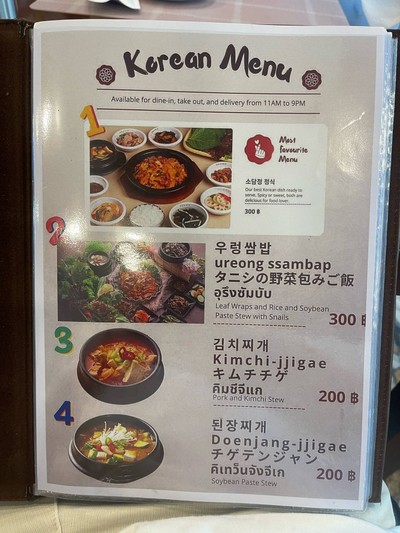 Korean Menu
Available for dine-in, take out, and delivery from 11AM to 9PM
1
Most
favourite
Menu
소담정 정식
Our best Korean dish ready to
serve. Spicy or sweet, both are
delicious for food lover.
300 ฿
2
우렁쌈밥
ureong ssambap
タニシの野菜包みご飯
อุรึงซัมบับ
Leaf Wraps and Rice and Soybean
Paste Stew with Snails
300 ฿
3
김치찌개
Kimchi-jjigae
キムチチゲ
คิมชีจีแก
Pork and Kimchi Stew
200 ฿
4
된장찌개
Doenjang-jjigae
チゲテンジャン
คิเทว็นจังจีเก
Soybean Paste Stew
200 ฿